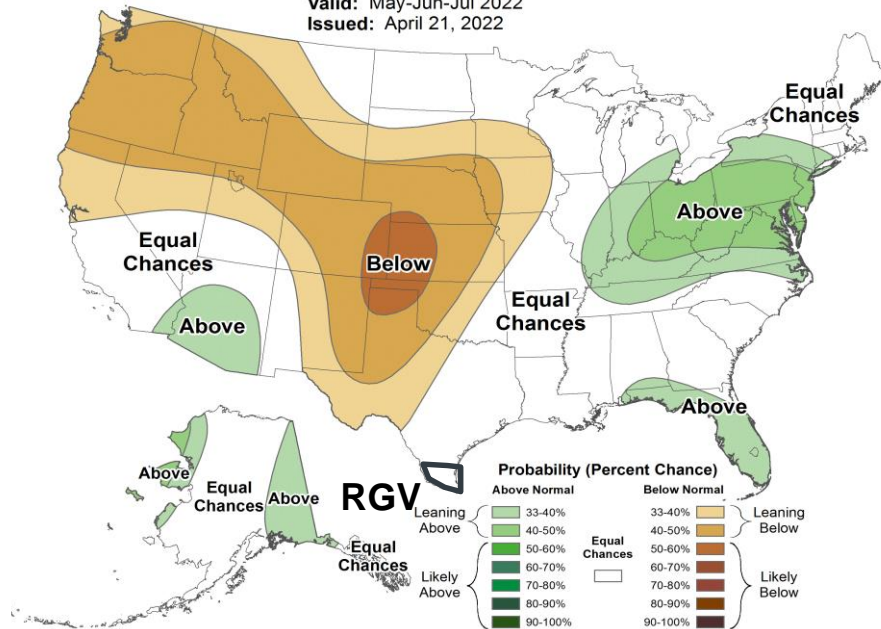 Valid: May-Jun-Jul 2022
Issued: April 21, 2022
Equal
Chances
Above
Equal
Chances
Below
Above
Equal
Chances
Above
Above
Equal
Chances
Above
Equal
Chances
RGV
Probability (Percent Chance)
Above Normal
Below Normal
Leaning
Above
33-40%
40-50%
Likely
Above
50-60%
60-70%
70-80%
80-90%
90-100%
Equal
Chances
33-40%
40-50%
Leaning
Below
50-60%
60-70%
70-80%
80-90%
90-100%
Likely
Below